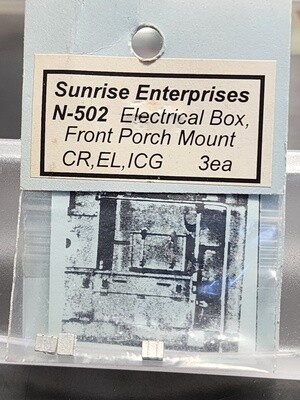 Sunrise Enterprises
N-502 Electrical Box,
Front Porch Mount
CR,EL,ICG 3ea